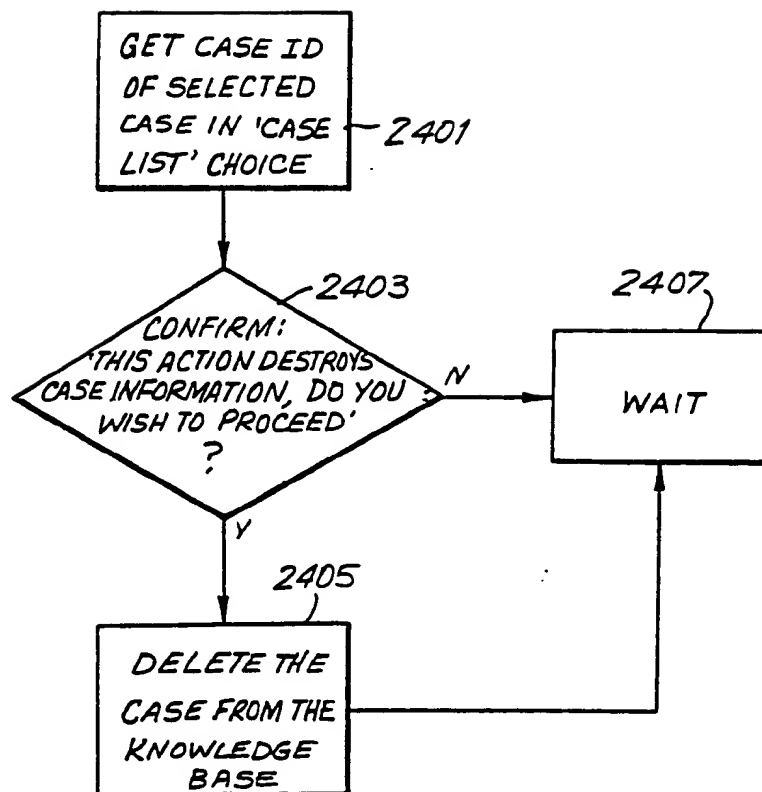 GET CASE ID
OF SELECTED
CASE IN 'CASE
LIST' CHOICE
2401
2403
CONFIRM:
'THIS ACTION DESTROYS
CASE INFORMATION, DO YOU
WISH TO PROCEED'
?
?
N
Y
2407
WAIT
2405
DELETE THE
CASE FROM THE
KNOWLEDGE
BASE